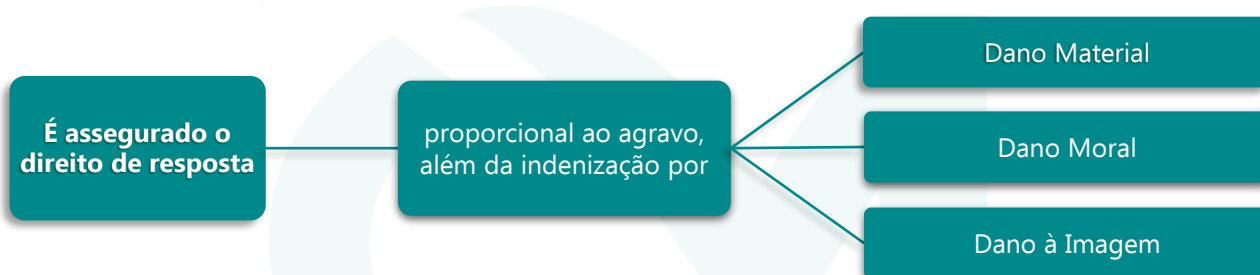 É assegurado o
direito de resposta
proporcional ao agravo,
além da indenização por
Dano Material
Dano Moral
Dano à Imagem